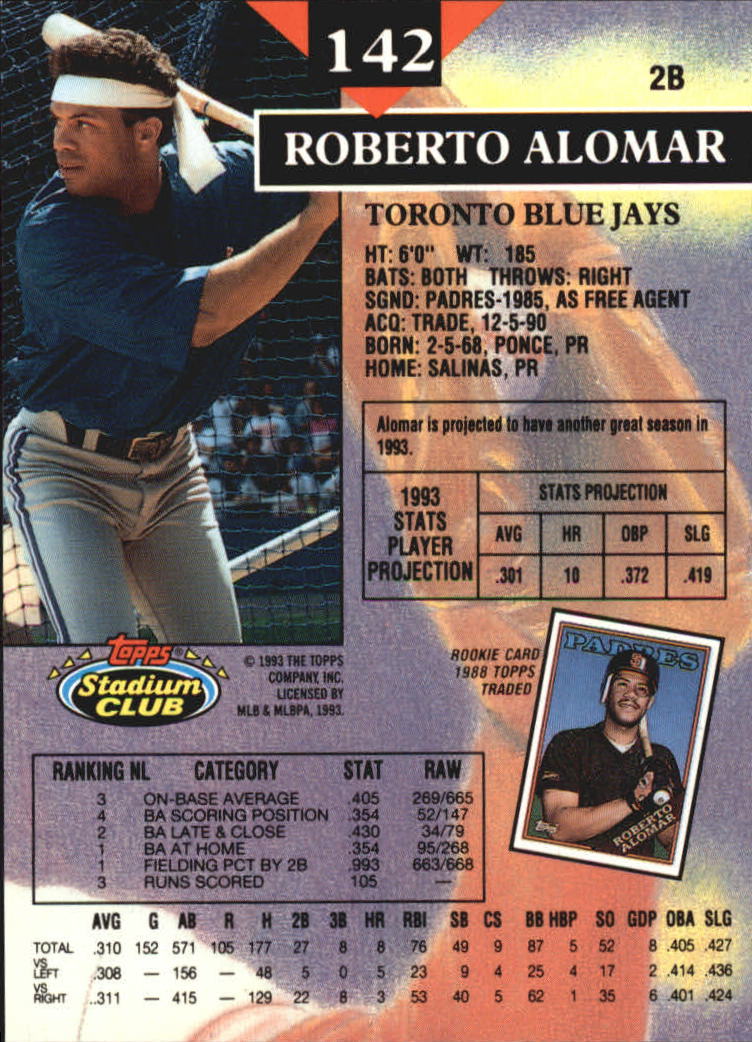 142
2B
ROBERTO ALOMAR
TORONTO BLUE JAYS
HT: 6'0" WT: 185
BATS: BOTH THROWS: RIGHT
SGND: PADRES-1985, AS FREE AGENT
ACQ: TRADE, 12-5-90
BORN: 2-5-68, PONCE, PR
HOME: SALINAS, PR
Alomar is projected to have another great season in
1993.
1993
STATS
PLAYER
PROJECTION
STATS PROJECTION
AVG HR OBP SLG
.301 10 .372 .419
Topps®
Stadium
CLUB
© 1993 THE TOPPS
COMPANY, INC.
LICENSED BY
MLB & MLBPA, 1993.
ROOKIE CARD
1988 TOPPS
TRADED
PADRES
ROBERTO
ALOMAR
RANKING NL CATEGORY STAT RAW
3 ON-BASE AVERAGE .405 269/665
4 BA SCORING POSITION .354 52/147
2 BA LATE & CLOSE .430 34/79
1 BA AT HOME .354 95/268
1 FIELDING PCT BY 2B .993 663/668
3 RUNS SCORED 105 —
AVG G AB R H 2B 3B HR RBI SB CS BB HBP SO GDP OBA SLG
TOTAL .310 152 571 105 177 27 8 8 76 49 9 87 5 52 8 .405 .427
VS LEFT .308 — 156 — 48 5 0 5 23 9 4 25 4 17 2 .414 .436
VS RIGHT ..311 — 415 — 129 22 8 3 53 40 5 62 1 35 6 .401 .424